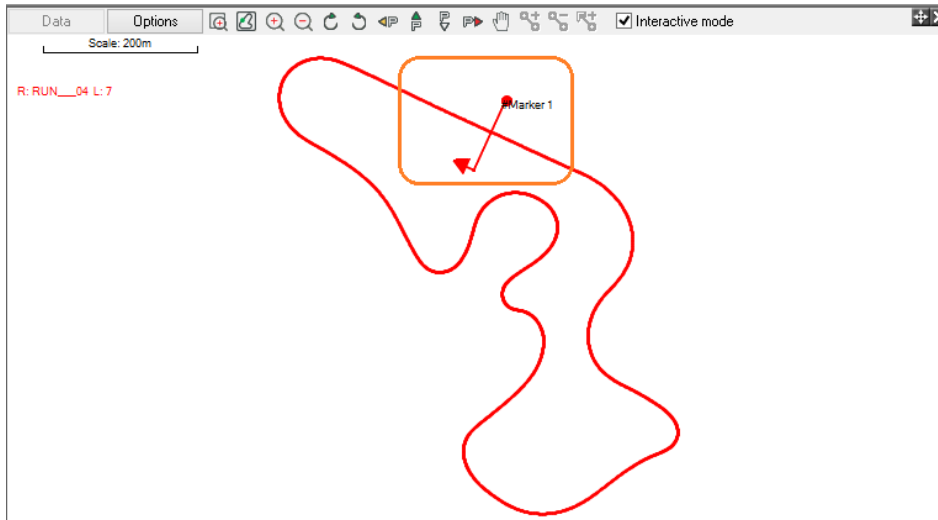 Data Options Interactive mode
Scale: 200m
R: RUN___04 L: 7
#Marker 1